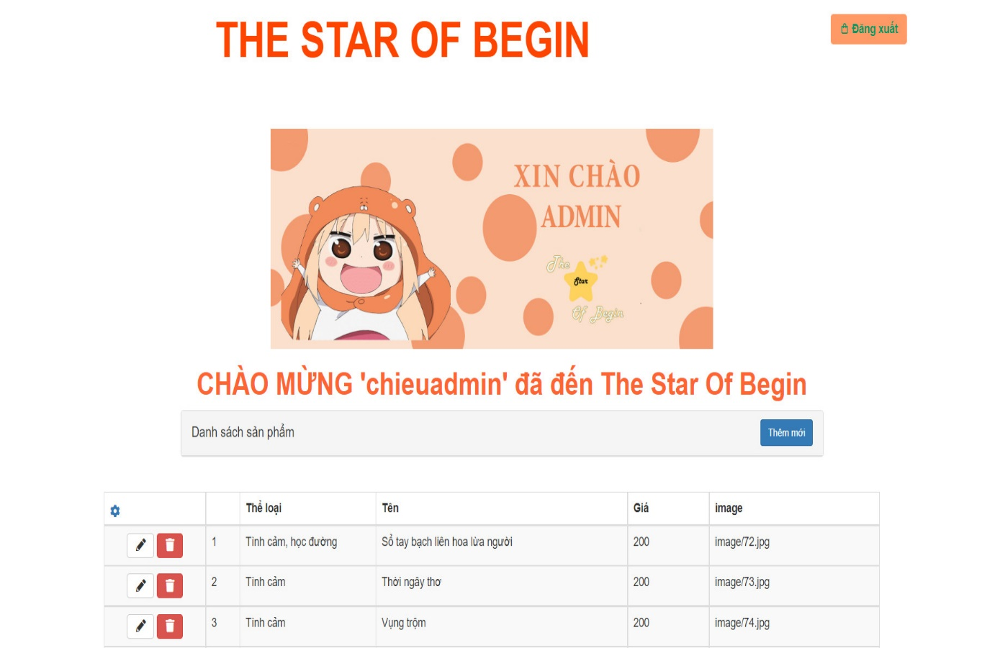 THE STAR OF BEGIN
Đăng xuất
XIN CHÀO
ADMIN
The
Star
Of Begin
CHÀO MỪNG 'chieuadmin' đã đến The Star Of Begin
Danh sách sản phẩm
Thêm mới
Thể loại Tên Giá image
1 Tình cảm, học đường Sổ tay bạch liên hoa lừa người 200 image/72.jpg
2 Tình cảm Thời ngây thơ 200 image/73.jpg
3 Tình cảm Vụng trộm 200 image/74.jpg